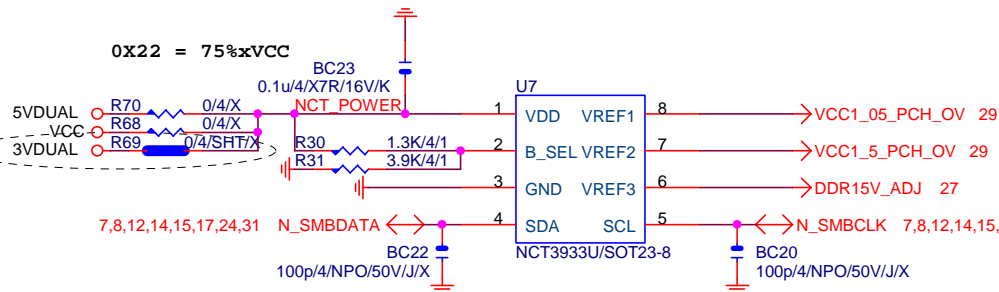 0X22 = 75%xVCC
BC23
0.1u/4/X7R/16V/K
U7
5VDUAL R70 0/4/X NCT_POWER 1 VDD VREF1 8 VCC1_05_PCH_OV 29
VCC R68 0/4/X
3VDUAL R69 0/4/SHT/X R30 1.3K/4/1 2 B_SEL VREF2 7 VCC1_5_PCH_OV 29
R31 3.9K/4/1
3 GND VREF3 6 DDR15V_ADJ 27
7,8,12,14,15,17,24,31 N_SMBDATA 4 SDA SCL 5 N_SMBCLK 7,8,12,14,15,
BC22
100p/4/NPO/50V/J/X
NCT3933U/SOT23-8
BC20
100p/4/NPO/50V/J/X